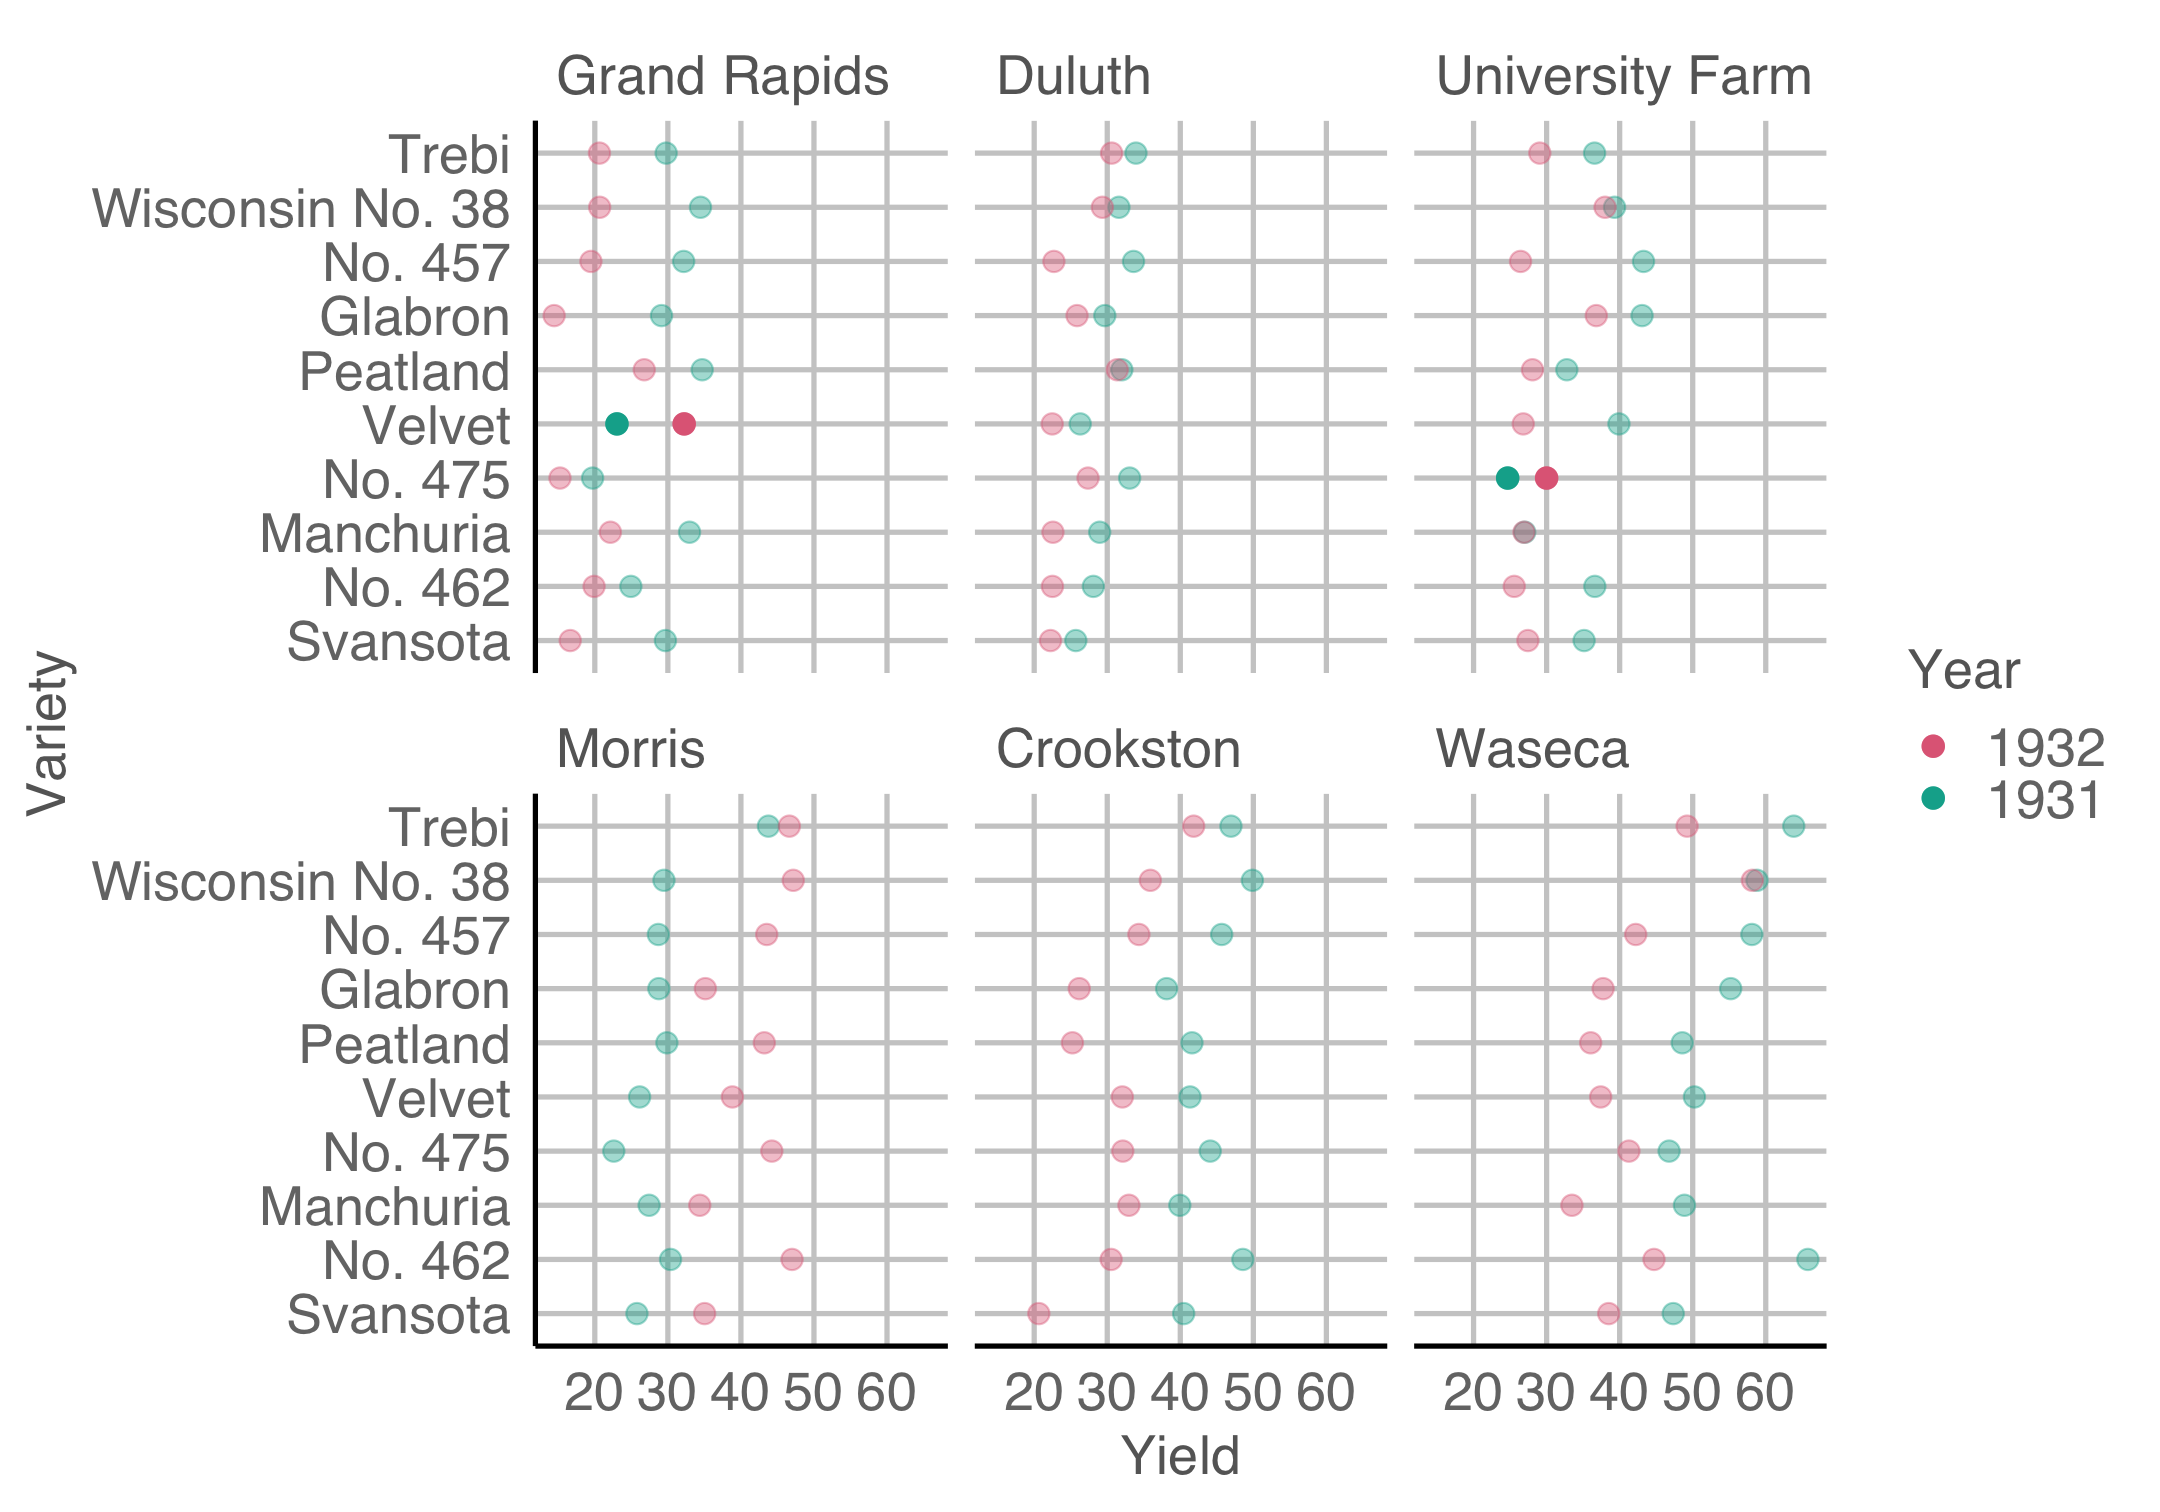 Grand Rapids
Duluth
University Farm
Trebi
Wisconsin No. 38
No. 457
Glabron
Peatland
Velvet
No. 475
Manchuria
No. 462
Svansota
Variety
Morris
Crookston
Waseca
Trebi
Wisconsin No. 38
No. 457
Glabron
Peatland
Velvet
No. 475
Manchuria
No. 462
Svansota
20 30 40 50 60
20 30 40 50 60
20 30 40 50 60
Yield
Year
1932
1931